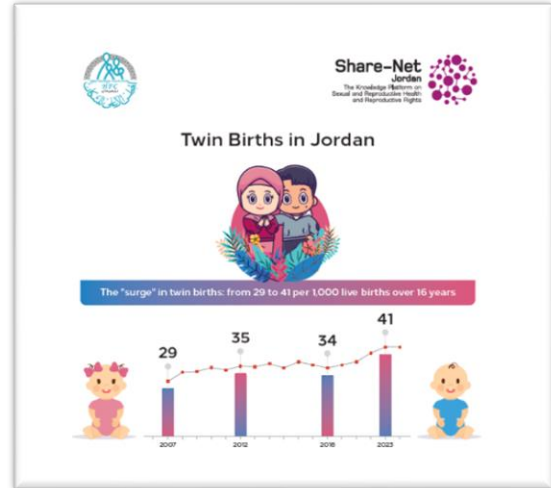 HPC
Share-Net
Jordan
The Knowledge Platform on
Sexual and Reproductive Health
and Reproductive Rights
Twin Births in Jordan
The "surge" in twin births: from 29 to 41 per 1,000 live births over 16 years
29
35
34
41
2007
2012
2018
2023